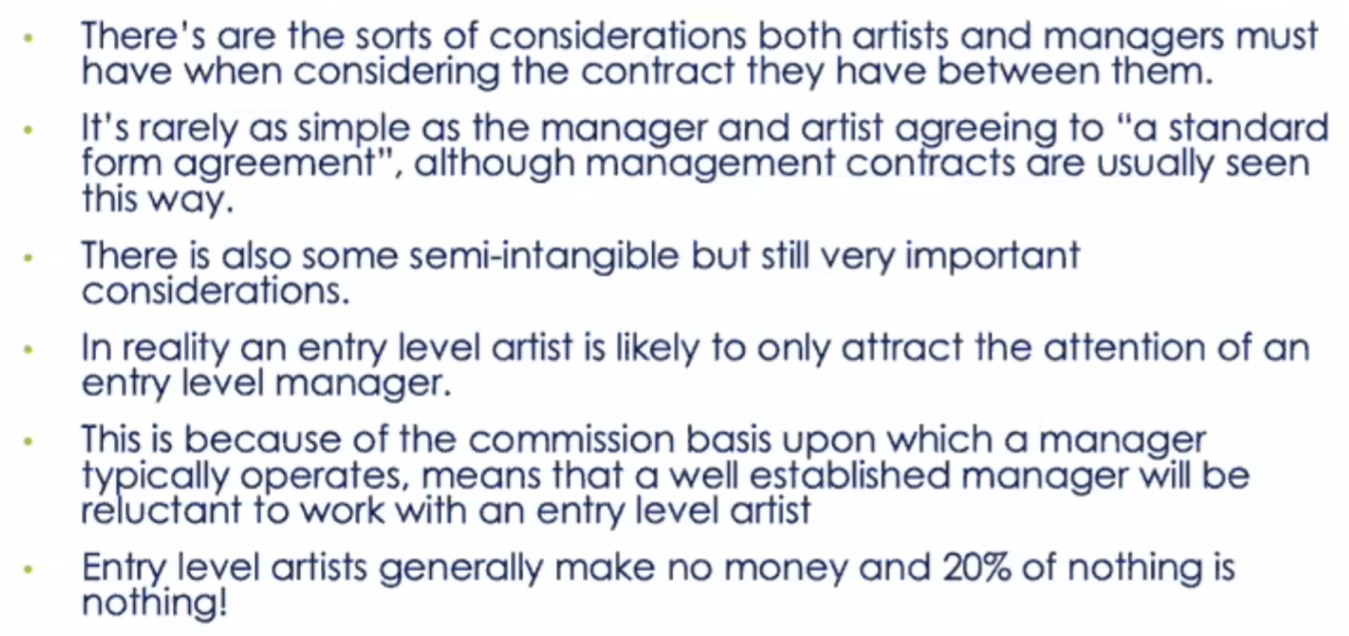 • There's are the sorts of considerations both artists and managers must
have when considering the contract they have between them.
• It's rarely as simple as the manager and artist agreeing to "a standard
form agreement", although management contracts are usually seen
this way.
• There is also some semi-intangible but still very important
considerations.
• In reality an entry level artist is likely to only attract the attention of an
entry level manager.
• This is because of the commission basis upon which a manager
typically operates, means that a well established manager will be
reluctant to work with an entry level artist
• Entry level artists generally make no money and 20% of nothing is
nothing!